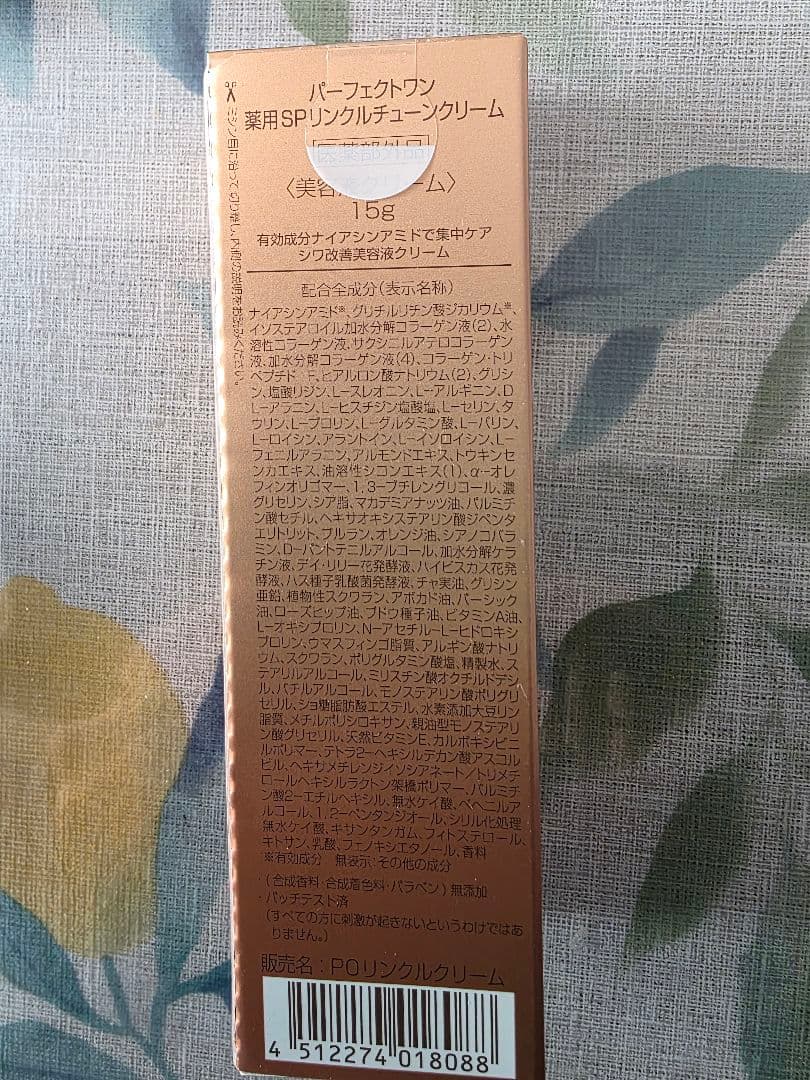 パーフェクトワン
薬用SPリンクルチューンクリーム
医薬部外品
〈美容液クリーム〉
15g
有効成分ナイアシンアミドで集中ケア
シワ改善美容液クリーム
配合全成分(表示名称)
ナイアシンアミド※、グリチルリチン酸ジカリウム※、
イソステアロイル加水分解コラーゲン液(2)、水
溶性コラーゲン液、サクシニルアテロコラーゲン
液、加水分解コラーゲン液(4)、コラーゲン・トリ
ペプチド F、ヒアルロン酸ナトリウム(2)、グリシ
ン、塩酸リジン、L-スレオニン、L-アルギニン、D
L-アラニン、L-ヒスチジン塩酸塩、L-セリン、タ
ウリン、L-プロリン、L-グルタミン酸、L-バリン、
L-ロイシン、アラントイン、L-イソロイシン、L-
フェニルアラニン、アルモンドエキス、トウキンセ
ンカエキス、油溶性シコンエキス(1)、α-オレ
フィンオリゴマー、1,3-ブチレングリコール、濃
グリセリン、シア脂、マカデミアナッツ油、パルミチ
ン酸セチル、ヘキサオキシステアリン酸ジペンタ
エリトリット、プルラン、オレンジ油、シアノコバラ
ミン、D-パントテニルアルコール、加水分解ケラ
チン液、デイ・リリー花発酵液、ハイビスカス花発
酵液、ハス種子乳酸菌発酵液、チャ実油、グリシン
亜鉛、植物性スクワラン、アボカド油、パーシック
油、ローズヒップ油、ブドウ種子油、ビタミンA油、
L-オキシプロリン、N-アセチル-L-ヒドロキシ
プロリン、ウマスフィンゴ脂質、アルギン酸ナトリ
ウム、スクワラン、ポリグルタミン酸塩、精製水、ス
テアリルアルコール、ミリスチン酸オクチルドデシ
ル、バチルアルコール、モノステアリン酸ポリグリ
セリル、ショ糖脂肪酸エステル、水素添加大豆リン
脂質、メチルポリシロキサン、親油型モノステアリ
ン酸グリセリル、天然ビタミンE、カルボキシビニ
ルポリマー、テトラ2-ヘキシルデカン酸アスコル
ビル、ヘキサメチレンジイソシアネート/トリメチ
ロールヘキシルラクトン架橋ポリマー、パルミチ
ン酸2-エチルヘキシル、無水ケイ酸、ベヘニルア
ルコール、1,2-ペンタンジオール、シリル化処理
無水ケイ酸、キサンタンガム、フィトステロール、
キトサン、乳酸、フェノキシエタノール、香料
※有効成分 無表示:その他の成分
・(合成香料・合成着色料・パラベン)無添加
・パッチテスト済
(すべての方に刺激が起きないというわけではあ
りません。)
販売名:POリンクルクリーム
4 512274 018088